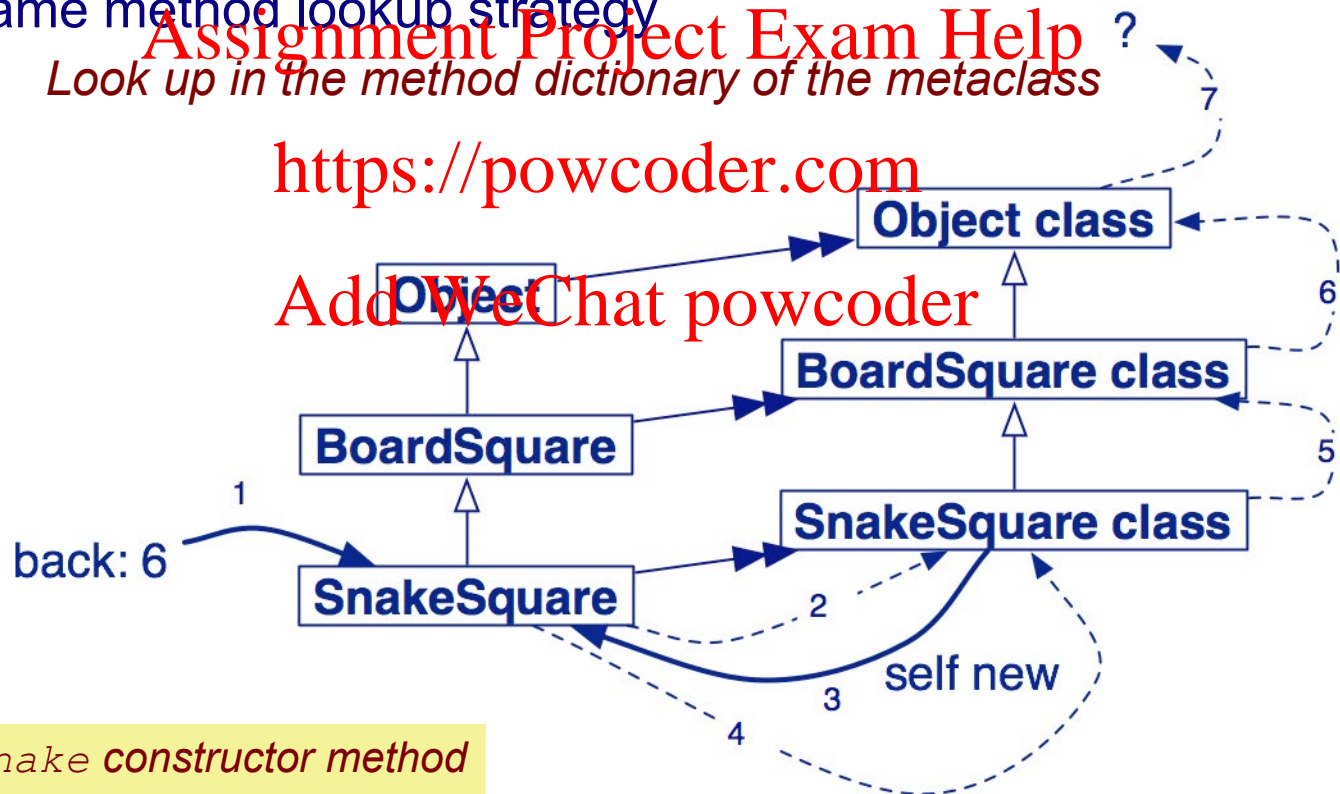 ame method lookup strategy
Assignment Project Exam Help
?
Look up in the method dictionary of the metaclass
7
https://powcoder.com
Object class
Object
Add WeChat powcoder
6
BoardSquare class
BoardSquare
5
1
SnakeSquare class
back: 6
SnakeSquare
2
self new
3
4
nake constructor method